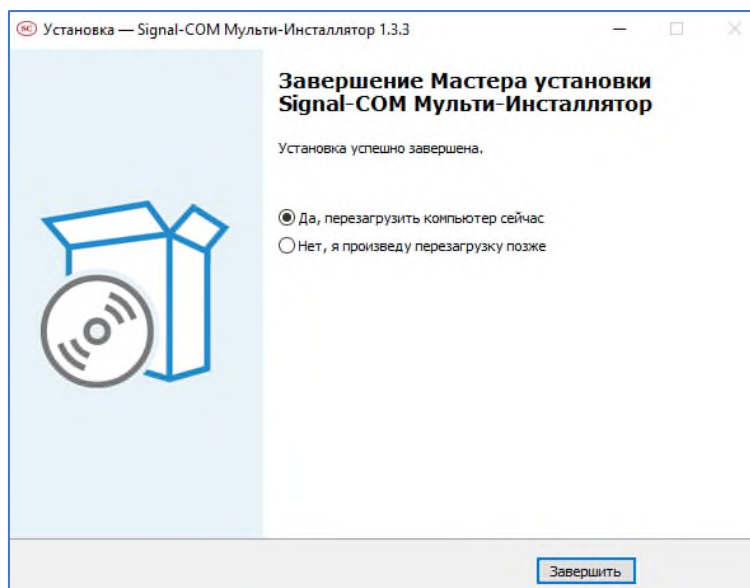 SC Установка — Signal-COM Мульти-Инсталлятор 1.3.3
Завершение Мастера установки
Signal-COM Мульти-Инсталлятор
Установка успешно завершена.
Да, перезагрузить компьютер сейчас
Нет, я произведу перезагрузку позже
Завершить